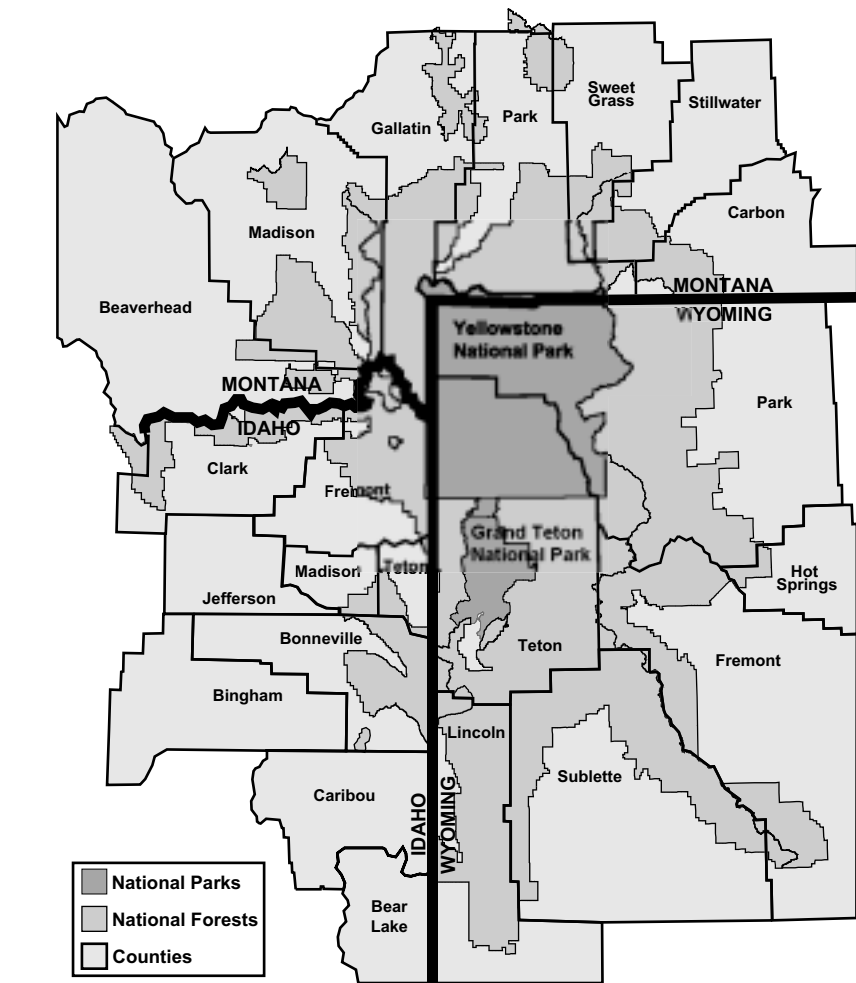 Sweet
Grass
Stillwater
Park
Gallatin
Carbon
Madison
MONTANA
WYOMING
Beaverhead
Yellowstone
National Park
MONTANA
Park
IDAHO
Clark
Fremont
Grand Teton
National Park
Teton
Madison
Hot
Springs
Jefferson
Bonneville
Teton
Fremont
Bingham
Lincoln
Sublette
Caribou
IDAHO
WYOMING
Bear
Lake
National Parks
National Forests
Counties